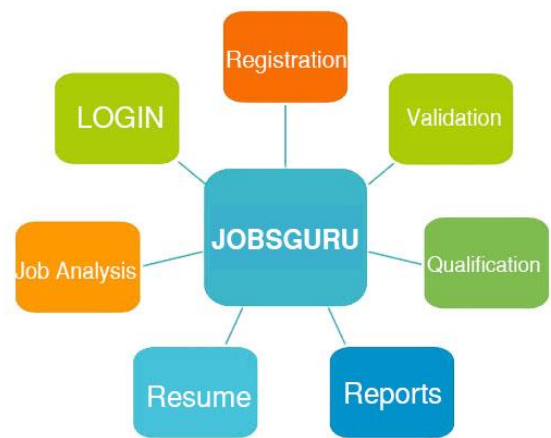 Registration
LOGIN
Validation
JOBSGURU
Job Analysis
Qualification
Resume
Reports